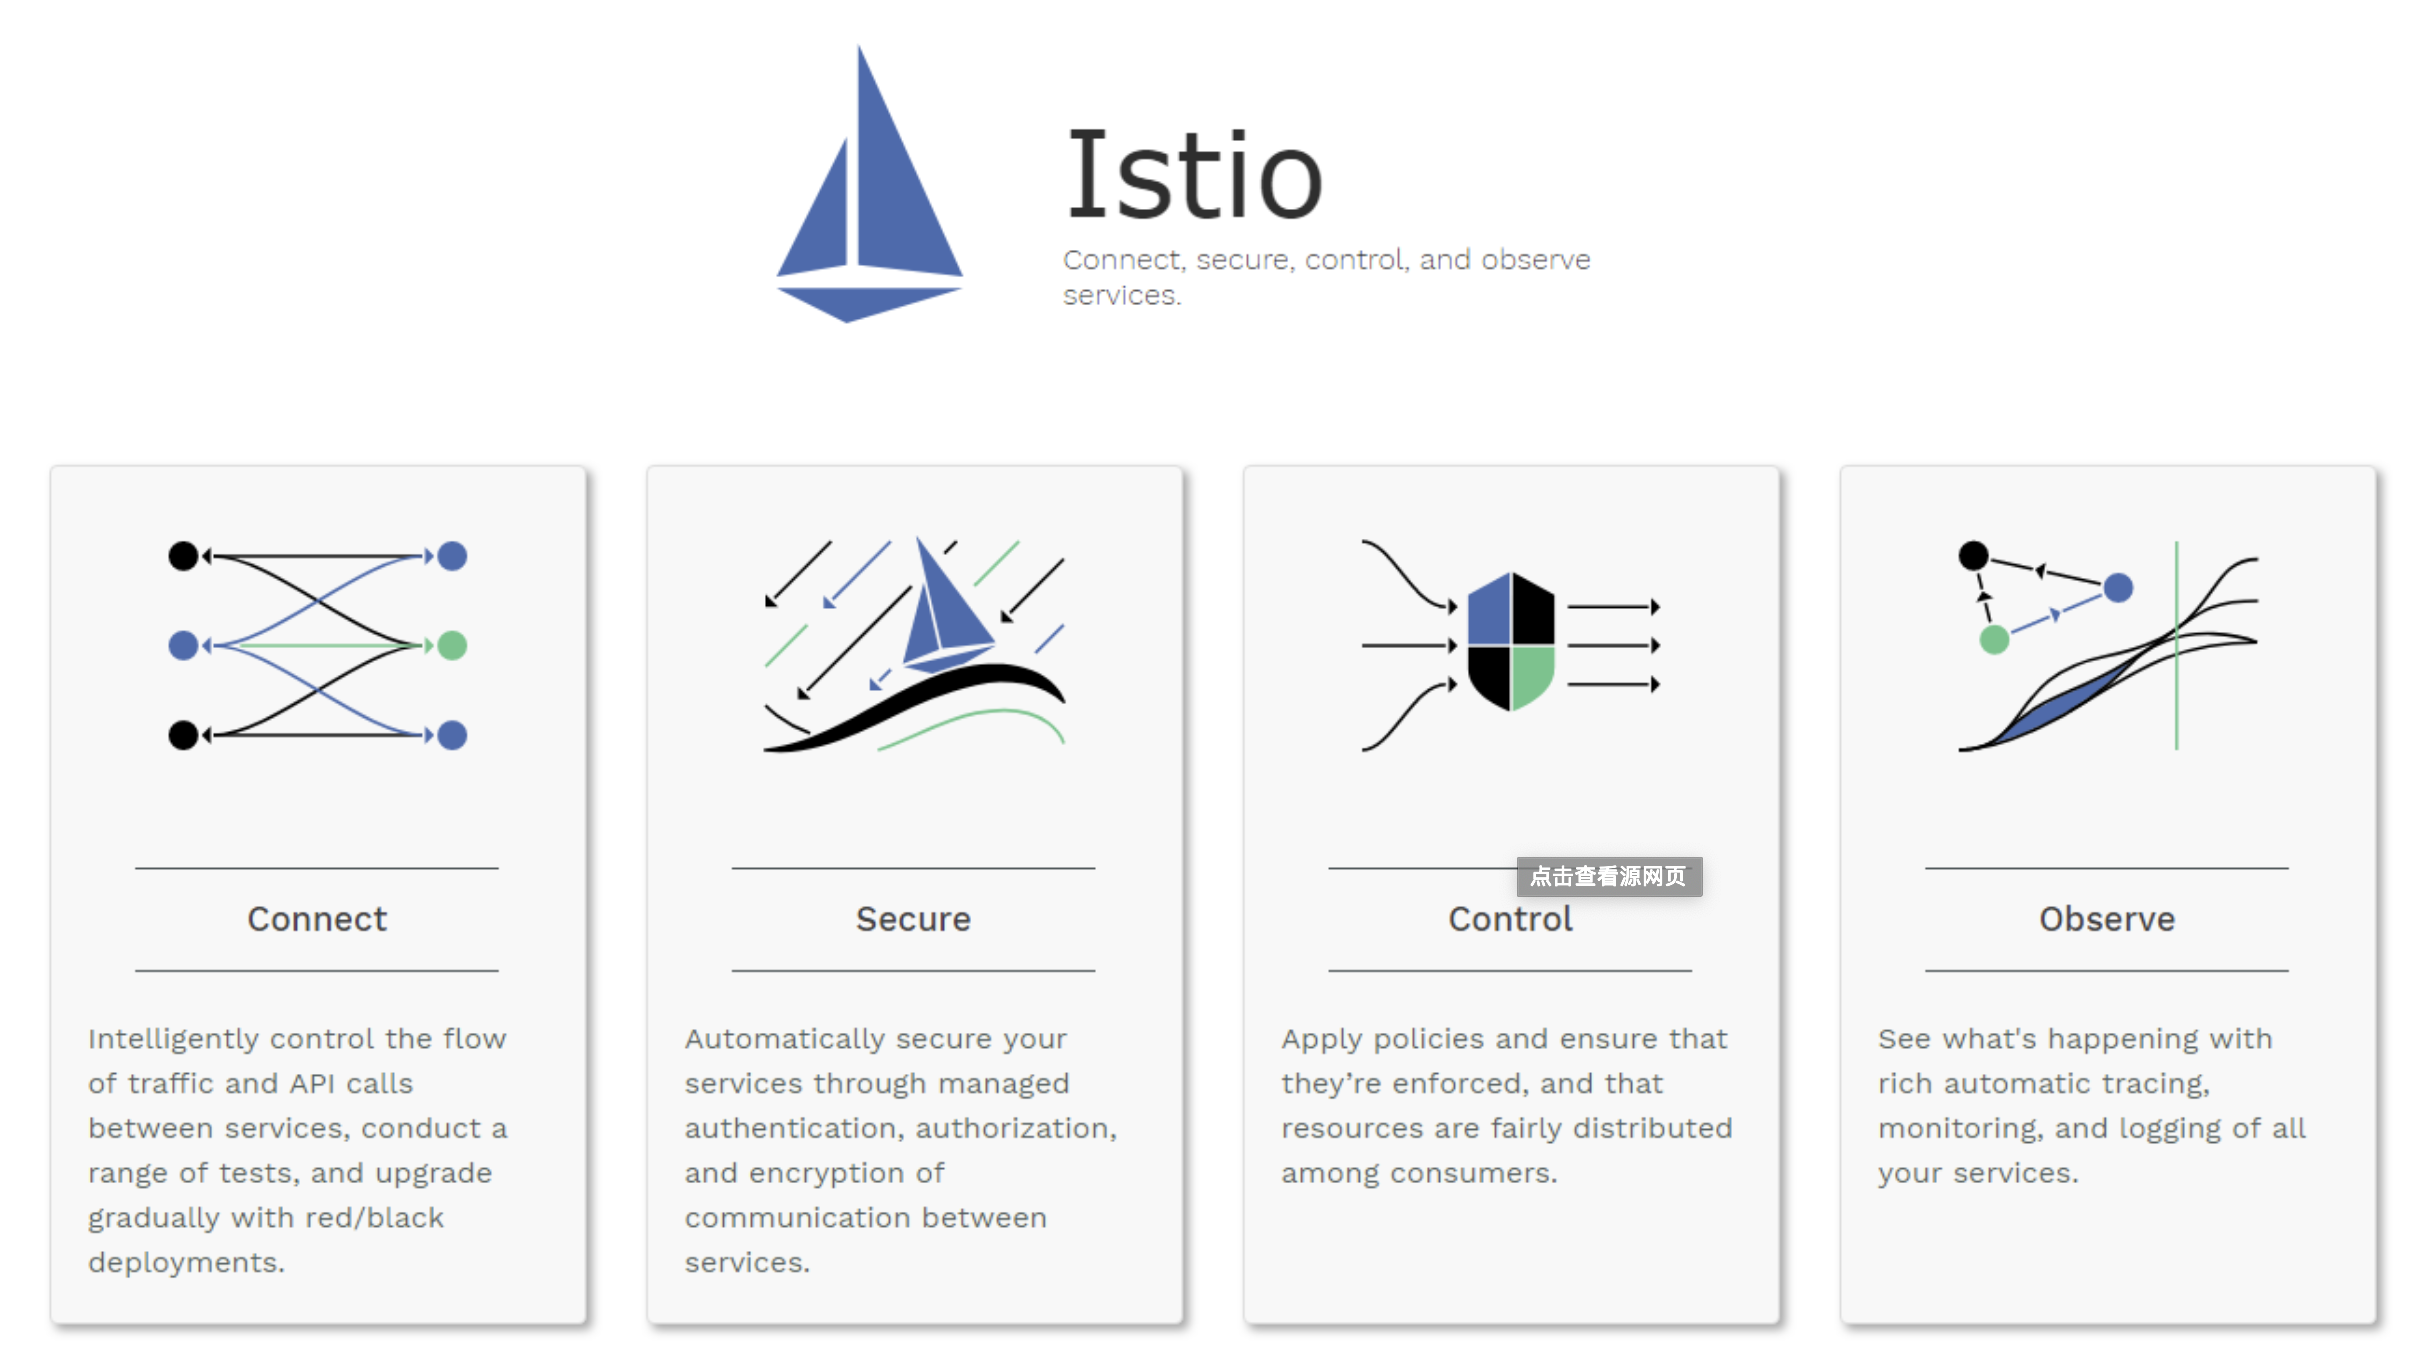 Istio
Connect, secure, control, and observe
services.
Connect
Intelligently control the flow
of traffic and API calls
between services, conduct a
range of tests, and upgrade
gradually with red/black
deployments.
Secure
Automatically secure your
services through managed
authentication, authorization,
and encryption of
communication between
services.
点击查看源网页
Control
Apply policies and ensure that
they’re enforced, and that
resources are fairly distributed
among consumers.
Observe
See what's happening with
rich automatic tracing,
monitoring, and logging of all
your services.